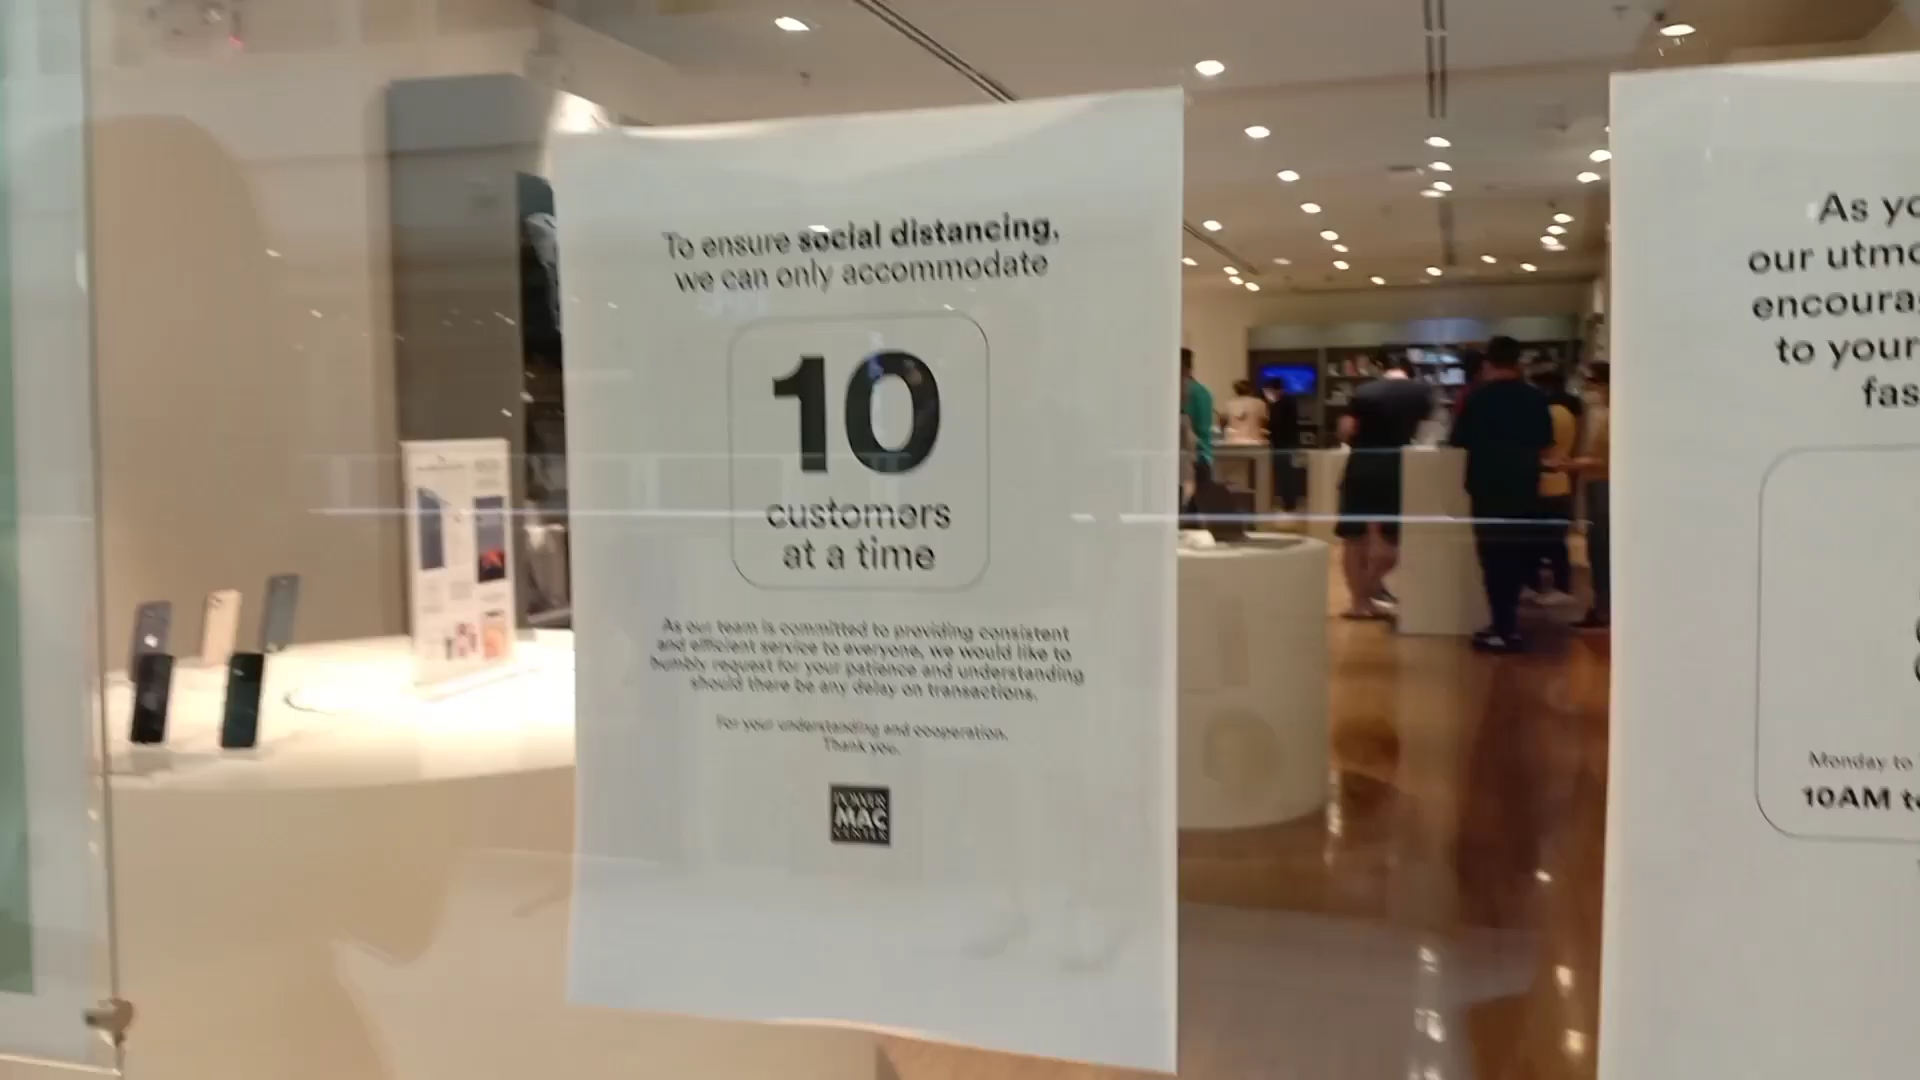 To ensure social distancing,
we can only accommodate
10
customers
at a time
As our team is committed to providing consistent
and efficient service to everyone, we would like to
humbly request for your patience and understanding
should there be any delay on transactions.
For your understanding and cooperation.
Thank you.
POWER
MAC
CENTER
As yo
our utmo
encoura
to your
fas
Monday to
10AM to